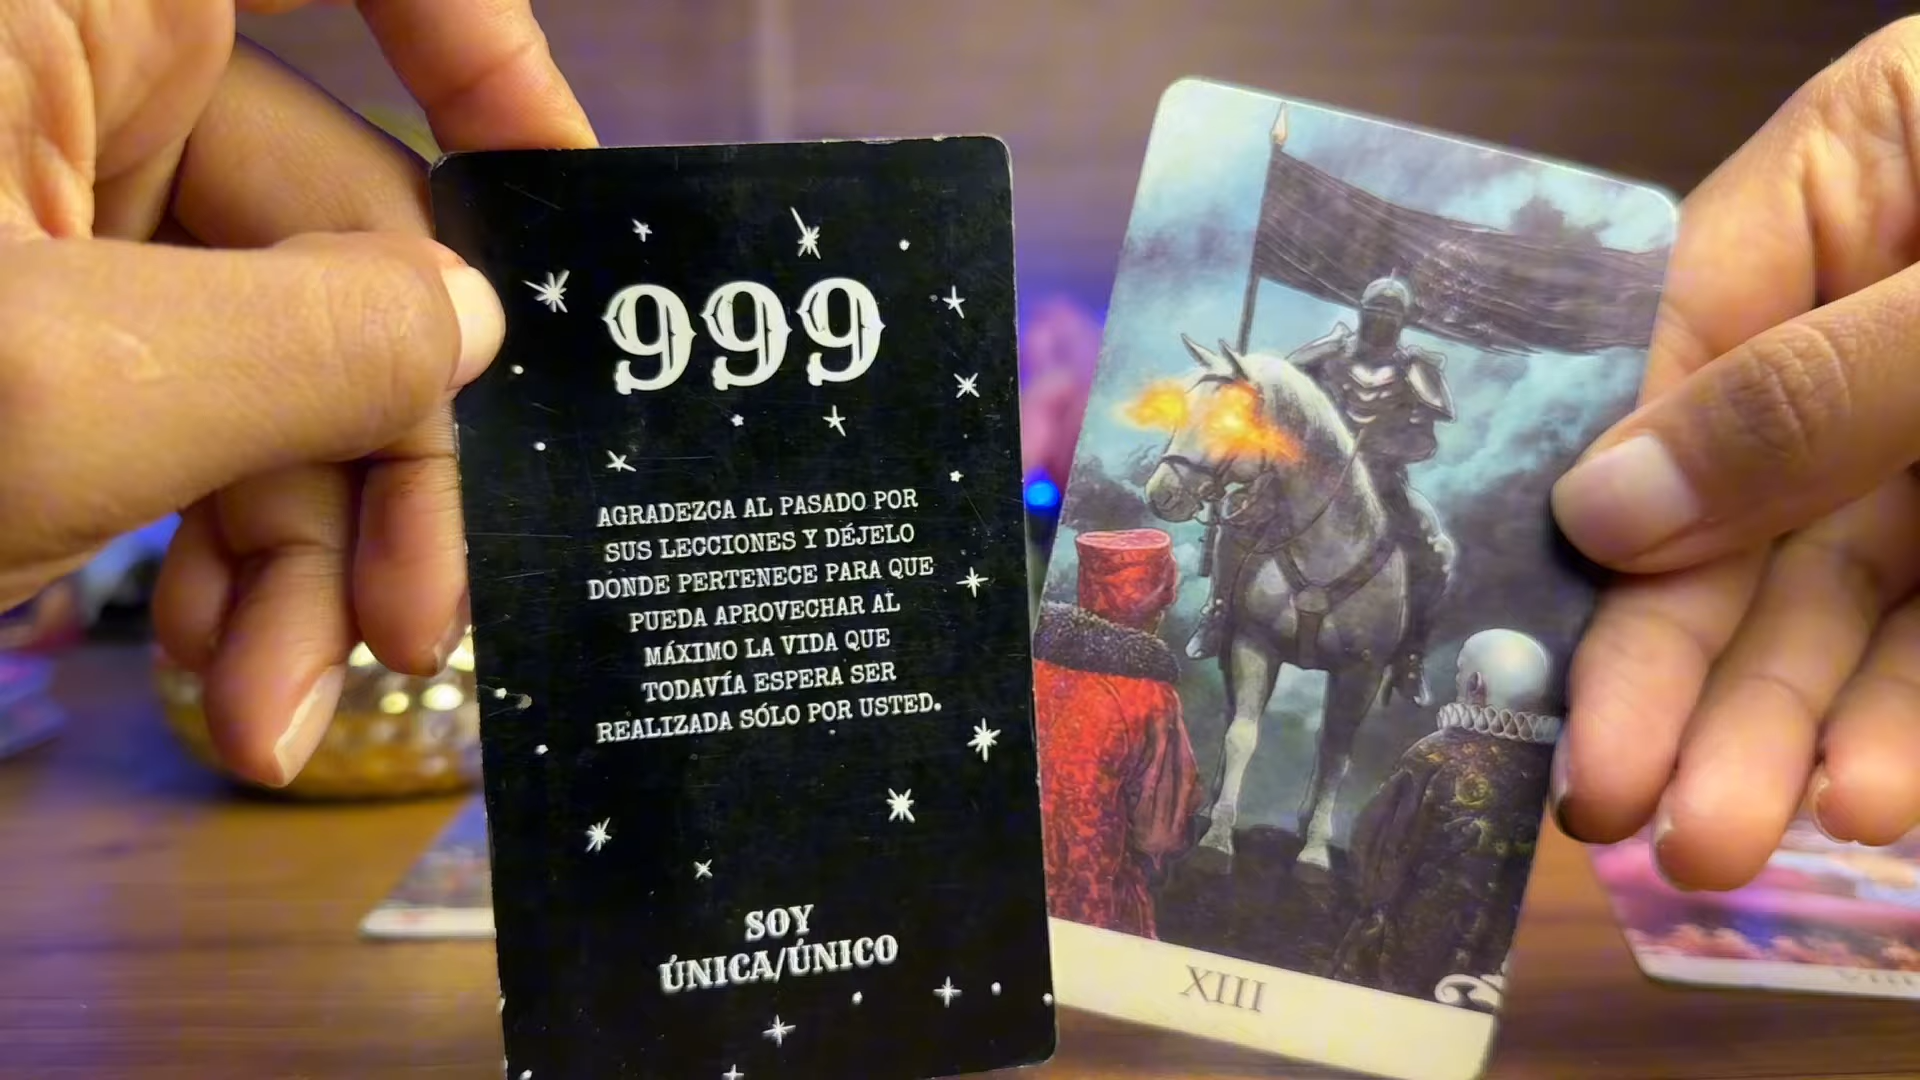 999
AGRADEZCA AL PASADO POR
SUS LECCIONES Y DÉJELO
DONDE PERTENECE PARA QUE
PUEDA APROVECHAR AL
MÁXIMO LA VIDA QUE
TODAVÍA ESPERA SER
REALIZADA SÓLO POR USTED.
SOY
ÚNICA/ÚNICO
XIII